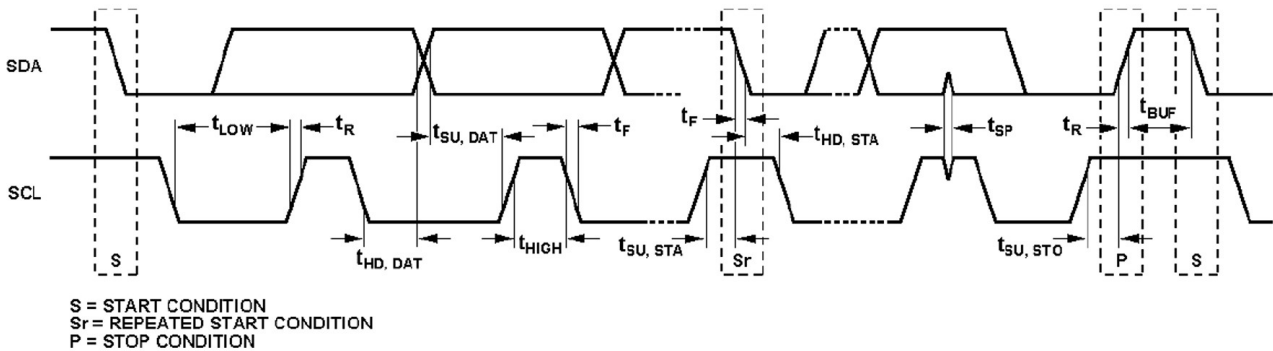 SDA
tLOW
tR
tSU, DAT
tF
tF
tHD, STA
tSP
tR
tBUF
SCL
tHD, DAT
tHIGH
tSU, STA
tSU, STO
S
Sr
P
S
S = START CONDITION
Sr = REPEATED START CONDITION
P = STOP CONDITION